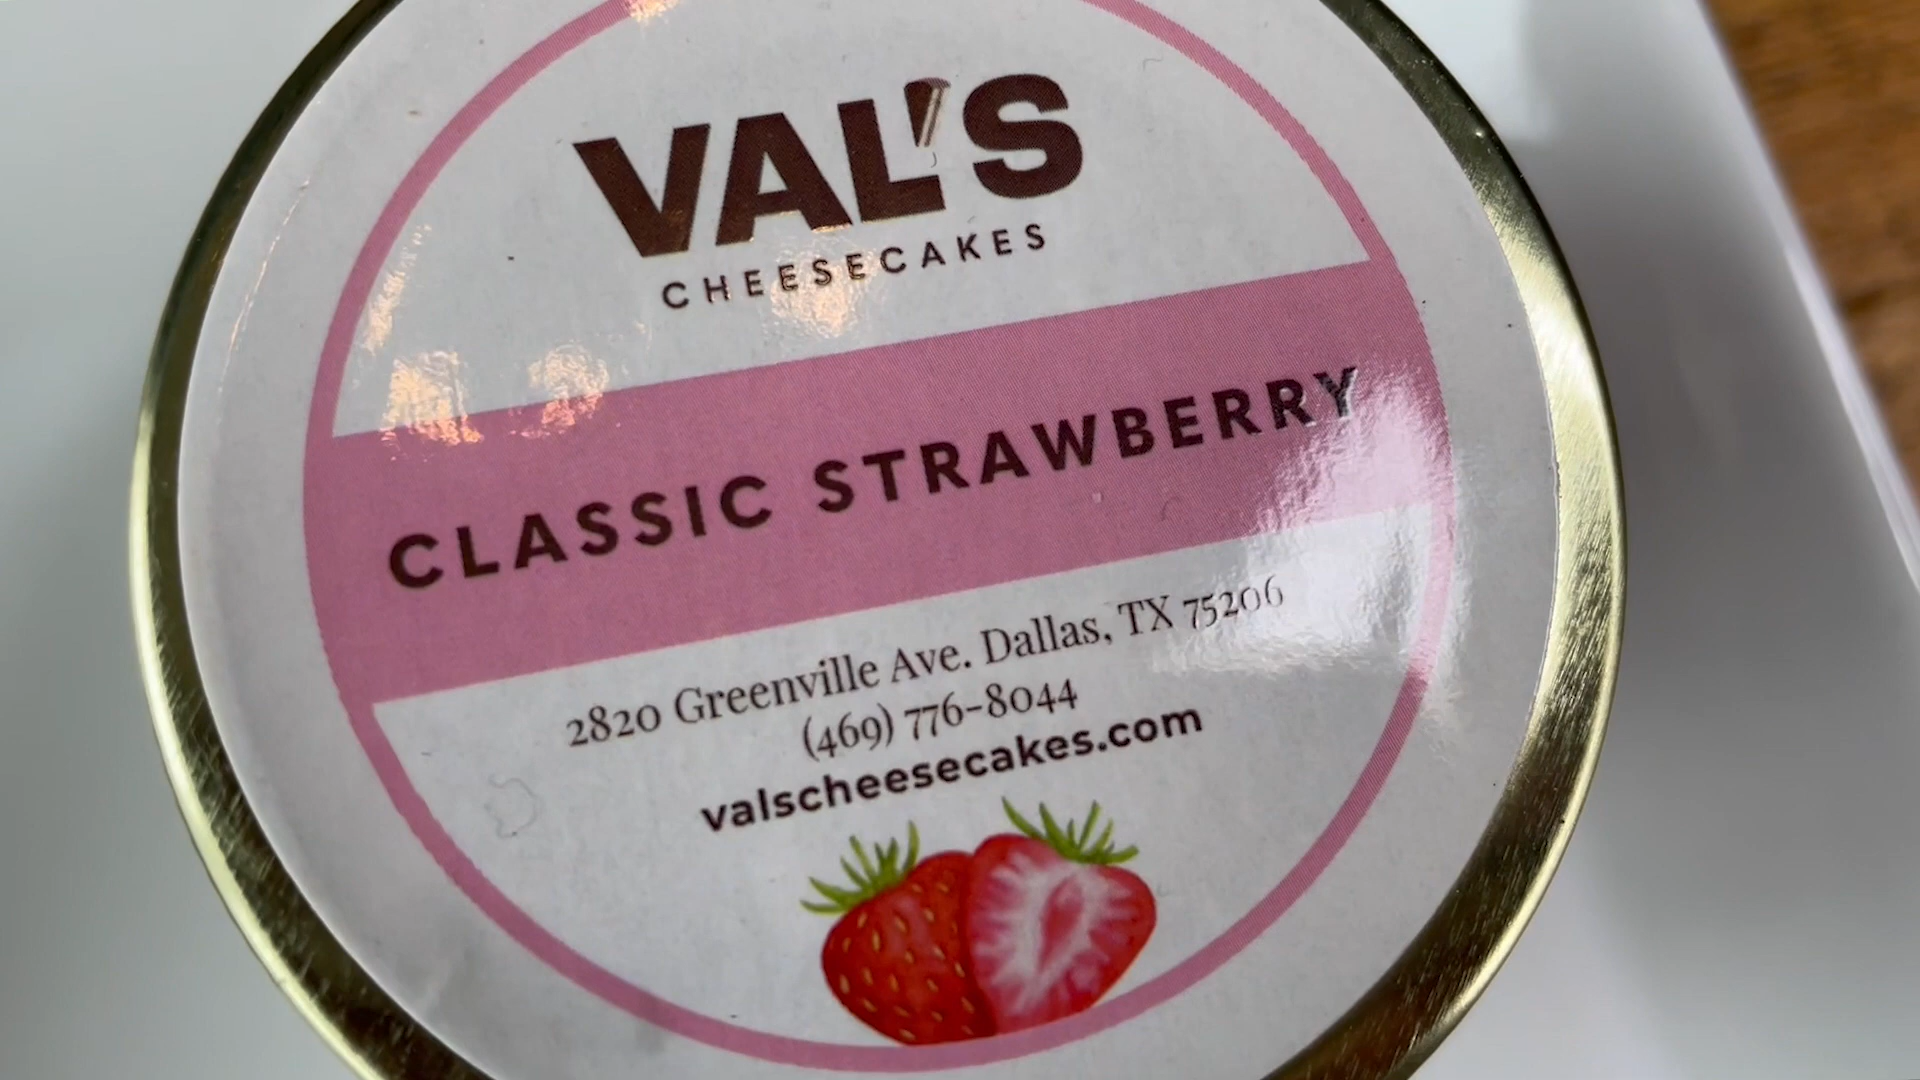 VAL'S
CHEESECAKES
CLASSIC STRAWBERRY
2820 Greenville Ave. Dallas, TX 75206
(469) 776-8044
valscheesecakes.com